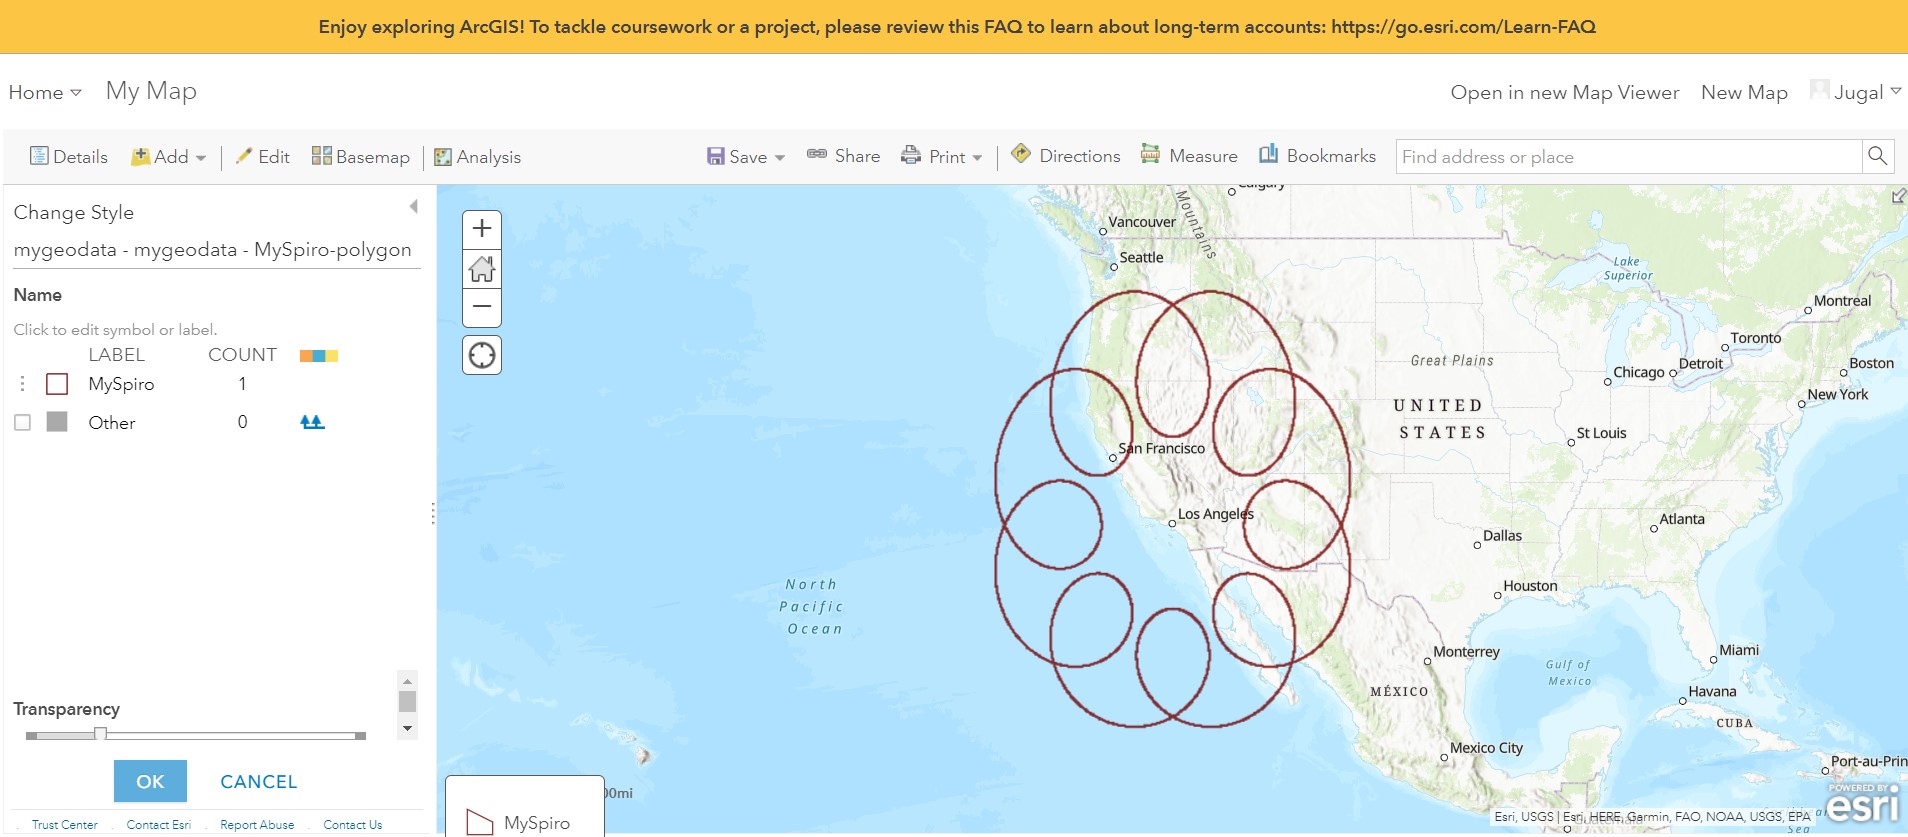 Enjoy exploring ArcGIS! To tackle coursework or a project, please review this FAQ to learn about long-term accounts: https://go.esri.com/Learn-FAQ
Home My Map Open in new Map Viewer New Map Jugal
Details Add Edit Basemap Analysis Save Share Print Directions Measure Bookmarks Find address or place
Change Style
mygeodata - mygeodata - MySpiro-polygon
Name
Click to edit symbol or label.
LABEL COUNT
MySpiro 1
Other 0
Transparency
OK CANCEL
Trust Center Contact Esri Report Abuse Contact Us
Calgary
Mountains
Vancouver
Seattle
Lake
Superior
Montreal
Toronto
Great Plains
Detroit
Boston
Chicago
New York
UNITED
STATES
St Louis
San Francisco
Los Angeles
Atlanta
Dallas
Houston
North
Pacific
Ocean
Monterrey
Miami
Gulf of
Mexico
MÉXICO
Havana
CUBA
Mexico City
Port-au-Prin
00mi
MySpiro
POWERED BY
esri
Esri, USGS | Esri, HERE, Garmin, FAO, NOAA, USGS, EPA